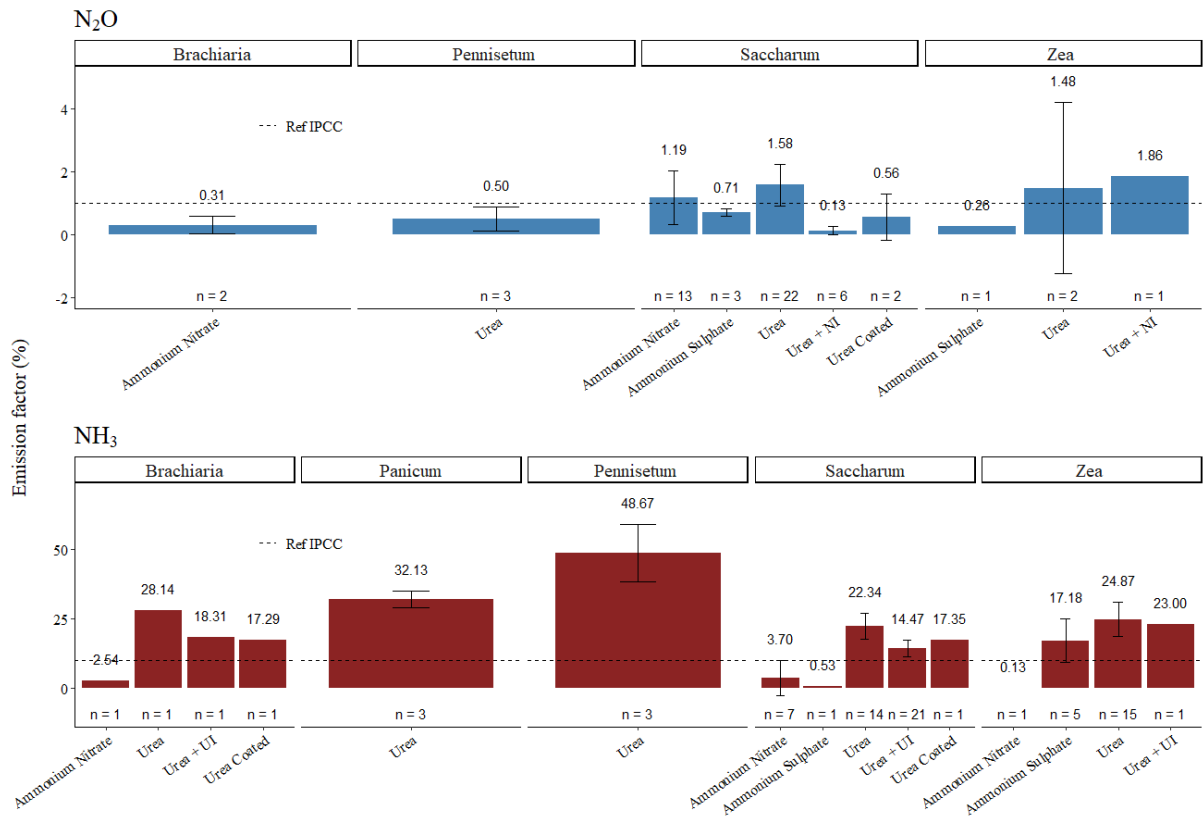 N₂O
Brachiaria Pennisetum Saccharum Zea
Ref IPCC
4
2
0
-2
0.31 0.50 1.19 0.71 1.58 0.13 0.56 0.26 1.48 1.86
n = 2 n = 3 n = 13 n = 3 n = 22 n = 6 n = 2 n = 1 n = 2 n = 1
Ammonium Nitrate Urea Ammonium Nitrate Ammonium Sulphate Urea Urea + NI Urea Coated Ammonium Sulphate Urea Urea + NI
Emission factor (%)
NH₃
Brachiaria Panicum Pennisetum Saccharum Zea
Ref IPCC
50
25
0
2.54 28.14 18.31 17.29 32.13 48.67 3.70 0.53 22.34 14.47 17.35 0.13 17.18 24.87 23.00
n = 1 n = 1 n = 1 n = 1 n = 3 n = 3 n = 7 n = 1 n = 14 n = 21 n = 1 n = 1 n = 5 n = 15 n = 1
Ammonium Nitrate Urea Urea + UI Urea Coated Urea Urea Ammonium Nitrate Ammonium Sulphate Urea Urea + UI Urea Coated Ammonium Nitrate Ammonium Sulphate Urea Urea + UI